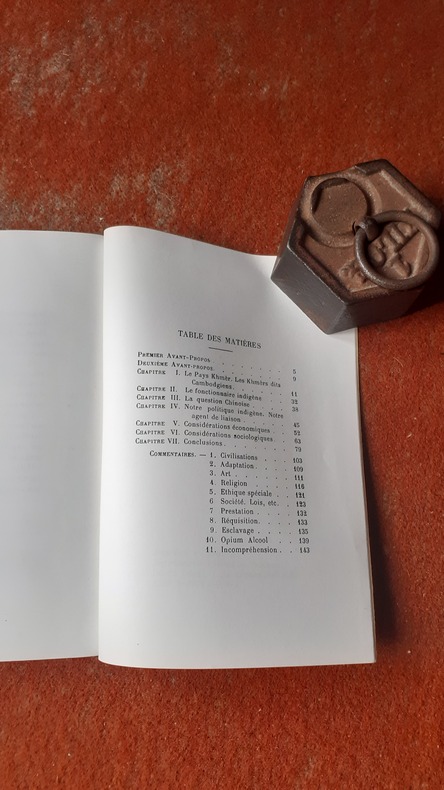 TABLE DES MATIÈRES
PREMIER AVANT-PROPOS . . . . . . . . 5
DEUXIÈME AVANT-PROPOS. . . . . . . . 9
CHAPITRE I. Le Pays Khmèr. Les Khmèrs dits
Cambodgiens. . . . . . 11
CHAPITRE II. Le fonctionnaire indigène . . 32
CHAPITRE III. La question Chinoise . . . 38
CHAPITRE IV. Notre politique indigène. Notre
agent de liaison . . . . . 45
CHAPITRE V. Considérations économiques . . 52
CHAPITRE VI. Considérations sociologiques. . 63
CHAPITRE VII. Conclusions . . . . . . 79
COMMENTAIRES. — 1. Civilisations . . . 103
2. Adaptation . . . . 109
3. Art . . . . . . 111
4. Religion . . . . 116
5. Ethique spéciale . . 121
6 Société. Lois, etc. . 123
7 Prestation . . . . 132
8. Réquisition. . . . 133
9. Esclavage . . . . 135
10. Opium Alcool . . 139
11. Incompréhension . . 143